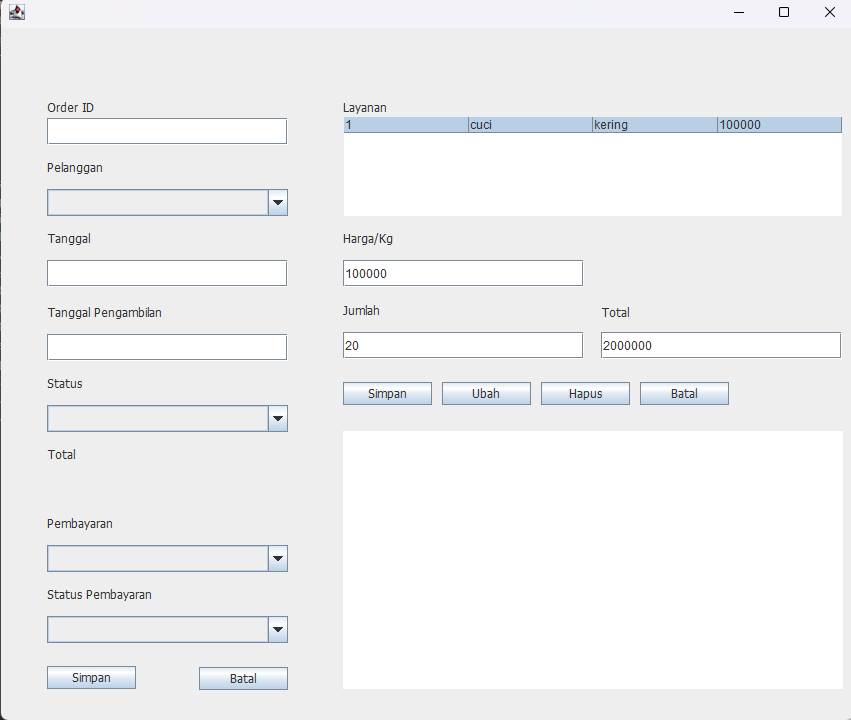 Order ID
Pelanggan
Tanggal
Tanggal Pengambilan
Status
Total
Pembayaran
Status Pembayaran
Simpan Batal
Layanan
1 cuci kering 100000
Harga/Kg
100000
Jumlah Total
20 2000000
Simpan Ubah Hapus Batal